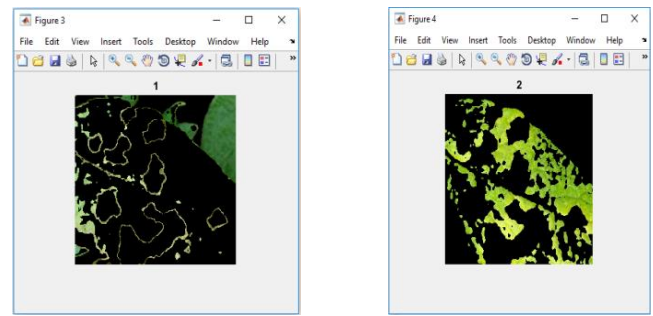 Figure 3
File Edit View Insert Tools Desktop Window Help
1
Figure 4
File Edit View Insert Tools Desktop Window Help
2